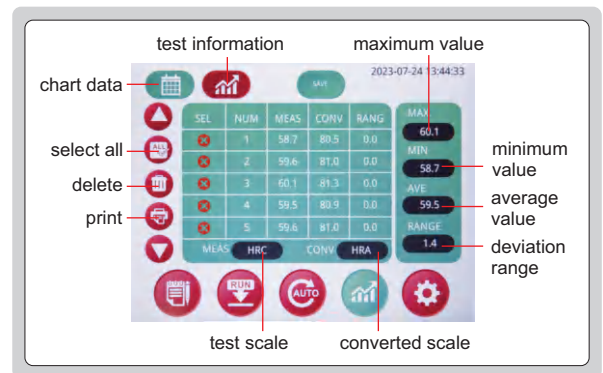 test information
maximum value
chart data
2023-07-24 13:44:33
SAVE
SEL NUM MEAS CONV RANG
1 58.7 80.5 0.0
2 59.6 81.0 0.0
3 60.1 81.3 0.0
4 59.5 80.9 0.0
5 59.6 81.0 0.0
MEAS HRC CONV HRA
MAX
60.1
MIN
58.7
AVE
59.5
RANGE
1.4
ALL
select all
delete
print
minimum
value
average
value
deviation
range
RUN
AUTO
test scale
converted scale